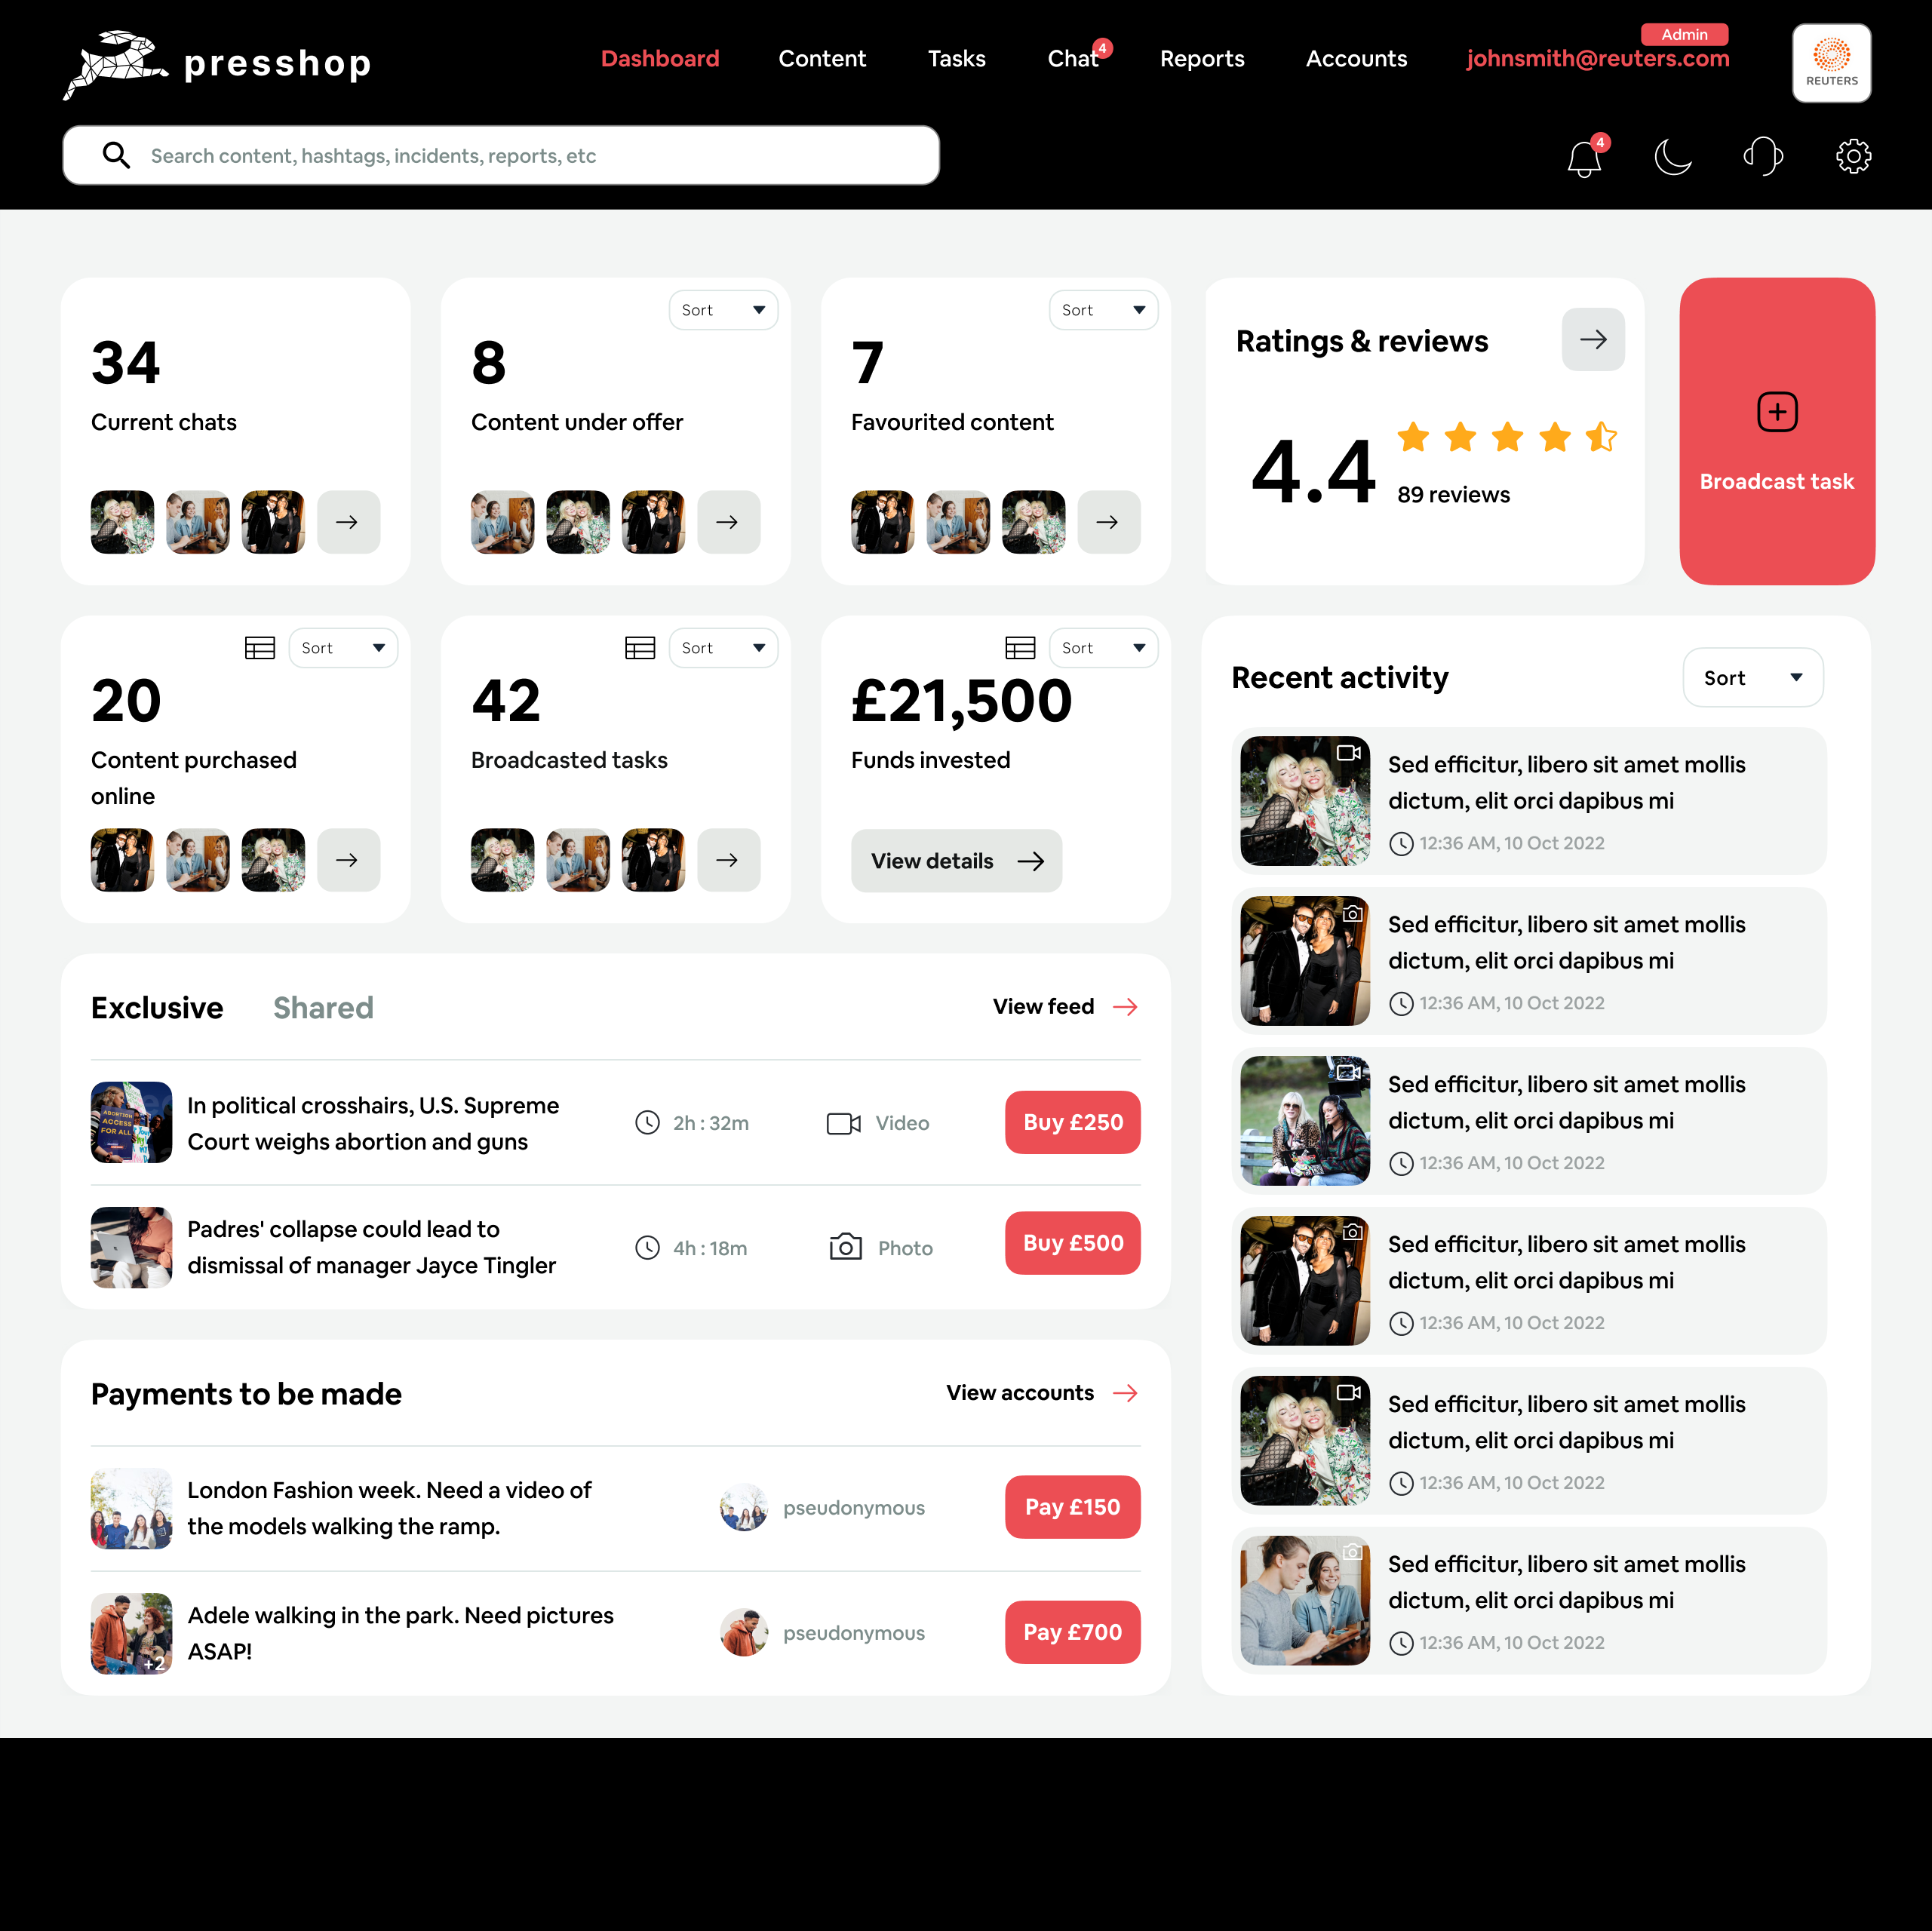 presshop
Dashboard
Content
Tasks
Chat
4
Reports
Accounts
Admin
johnsmith@reuters.com
REUTERS
Search content, hashtags, incidents, reports, etc
4
34
Current chats
Sort
8
Content under offer
Sort
7
Favourited content
Ratings & reviews
4.4
89 reviews
Broadcast task
Sort
20
Content purchased
online
Sort
42
Broadcasted tasks
Sort
£21,500
Funds invested
View details
Exclusive
Shared
View feed
ABORTION
ACCESS
FOR ALL
In political crosshairs, U.S. Supreme
Court weighs abortion and guns
2h : 32m
Video
Buy £250
Padres' collapse could lead to
dismissal of manager Jayce Tingler
4h : 18m
Photo
Buy £500
Payments to be made
View accounts
London Fashion week. Need a video of
the models walking the ramp.
pseudonymous
Pay £150
+2
Adele walking in the park. Need pictures
ASAP!
pseudonymous
Pay £700
Recent activity
Sort
Sed efficitur, libero sit amet mollis
dictum, elit orci dapibus mi
12:36 AM, 10 Oct 2022
Sed efficitur, libero sit amet mollis
dictum, elit orci dapibus mi
12:36 AM, 10 Oct 2022
Sed efficitur, libero sit amet mollis
dictum, elit orci dapibus mi
12:36 AM, 10 Oct 2022
Sed efficitur, libero sit amet mollis
dictum, elit orci dapibus mi
12:36 AM, 10 Oct 2022
Sed efficitur, libero sit amet mollis
dictum, elit orci dapibus mi
12:36 AM, 10 Oct 2022
Sed efficitur, libero sit amet mollis
dictum, elit orci dapibus mi
12:36 AM, 10 Oct 2022